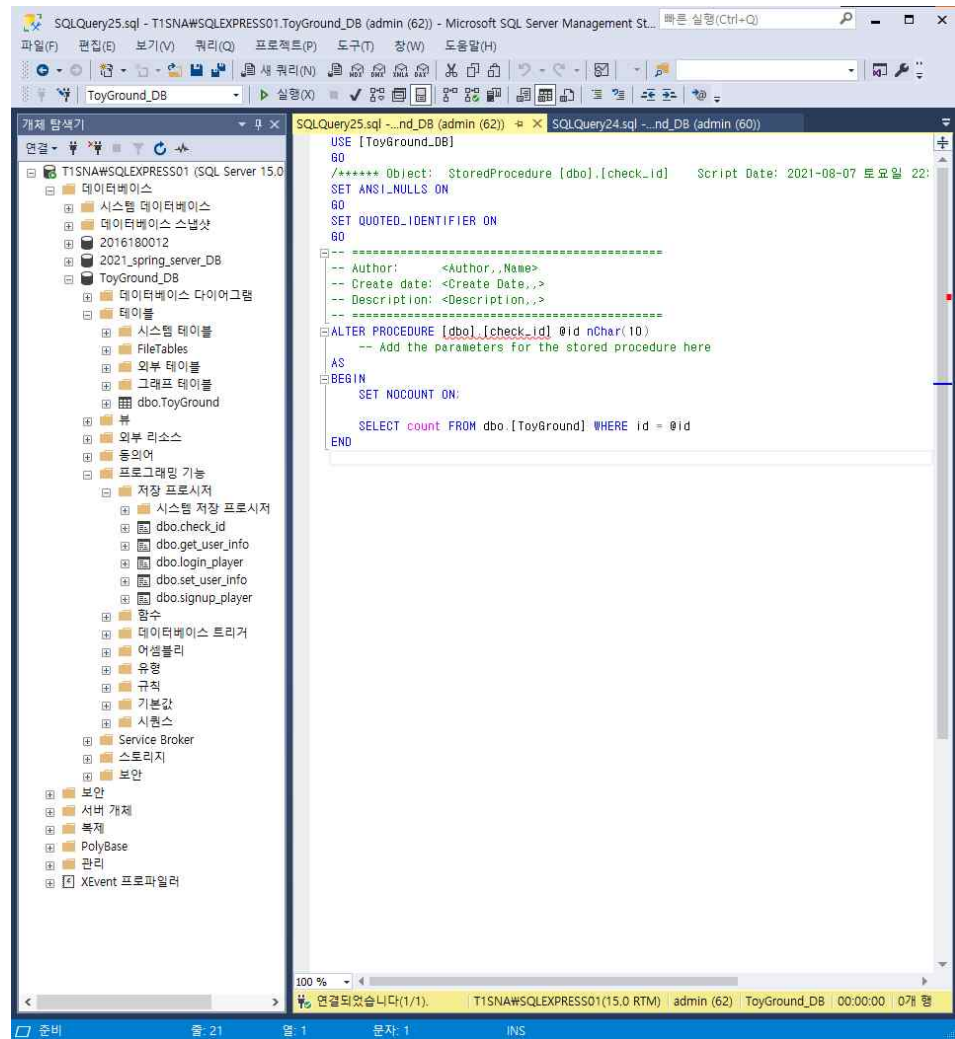 SQLQuery25.sql - T1SNA₩SQLEXPRESS01.ToyGround_DB (admin (62)) - Microsoft SQL Server Management St...
빠른 실행(Ctrl+Q)
파일(F) 편집(E) 보기(V) 쿼리(Q) 프로젝트(P) 도구(T) 창(W) 도움말(H)
새 쿼리(N)
ToyGround_DB
실행(X)
개체 탐색기
SQLQuery25.sql -...nd_DB (admin (62))
SQLQuery24.sql -...nd_DB (admin (60))
연결
T1SNA₩SQLEXPRESS01 (SQL Server 15.0
데이터베이스
시스템 데이터베이스
데이터베이스 스냅샷
2016180012
2021_spring_server_DB
ToyGround_DB
데이터베이스 다이어그램
테이블
시스템 테이블
FileTables
외부 테이블
그래프 테이블
dbo.ToyGround
뷰
외부 리소스
동의어
프로그래밍 기능
저장 프로시저
시스템 저장 프로시저
dbo.check_id
dbo.get_user_info
dbo.login_player
dbo.set_user_info
dbo.signup_player
함수
데이터베이스 트리거
어셈블리
유형
규칙
기본값
시퀀스
Service Broker
스토리지
보안
보안
서버 개체
복제
PolyBase
관리
XEvent 프로파일러
USE [ToyGround_DB]
GO
/****** Object: StoredProcedure [dbo].[check_id] Script Date: 2021-08-07 토요일 22:
SET ANSI_NULLS ON
GO
SET QUOTED_IDENTIFIER ON
GO
-- =============================================
-- Author: <Author,,Name>
-- Create date: <Create Date,,>
-- Description: <Description,,>
-- =============================================
ALTER PROCEDURE [dbo].[check_id] @id nChar(10)
-- Add the parameters for the stored procedure here
AS
BEGIN
SET NOCOUNT ON;
SELECT count FROM dbo.[ToyGround] WHERE id = @id
END
100 %
연결되었습니다(1/1).
T1SNA₩SQLEXPRESS01(15.0 RTM) admin (62) ToyGround_DB 00:00:00 0개 행
준비 줄: 21 열: 1 문자: 1 INS